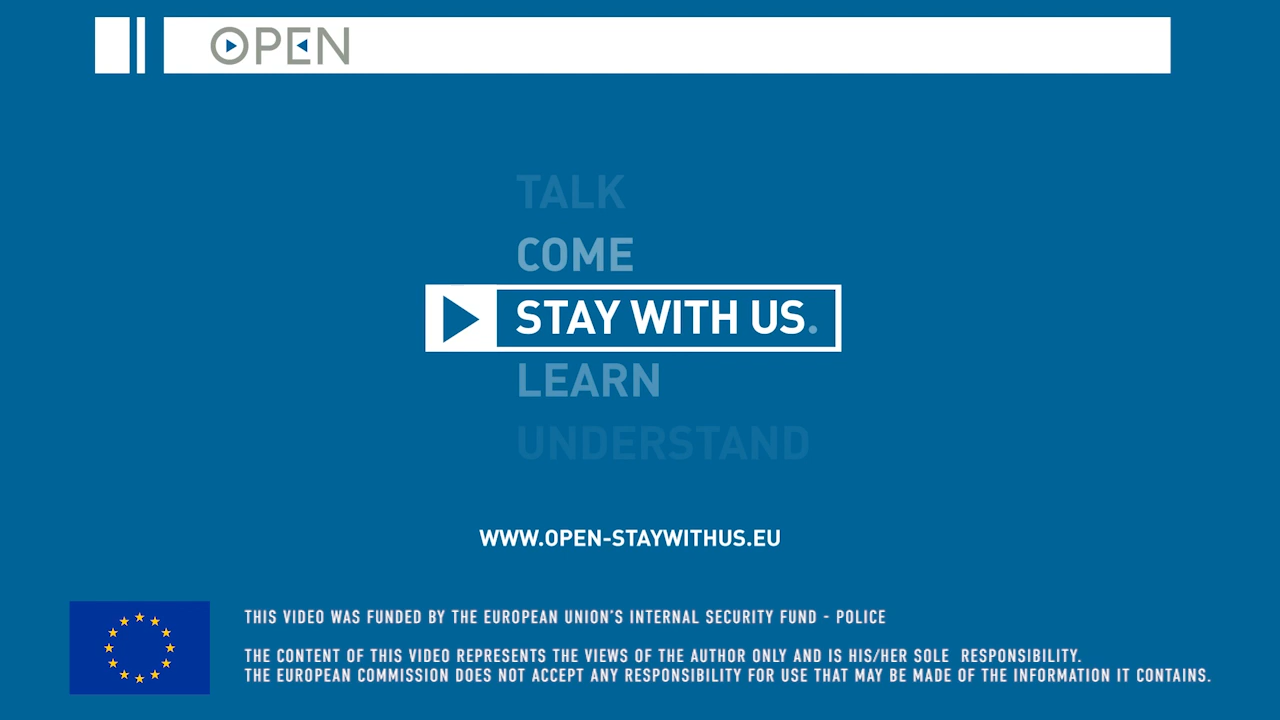 OPEN
TALK
COME
STAY WITH US.
LEARN
UNDERSTAND
WWW.OPEN-STAYWITHUS.EU
THIS VIDEO WAS FUNDED BY THE EUROPEAN UNION'S INTERNAL SECURITY FUND - POLICE
THE CONTENT OF THIS VIDEO REPRESENTS THE VIEWS OF THE AUTHOR ONLY AND IS HIS/HER SOLE RESPONSIBILITY.
THE EUROPEAN COMMISSION DOES NOT ACCEPT ANY RESPONSIBILITY FOR USE THAT MAY BE MADE OF THE INFORMATION IT CONTAINS.